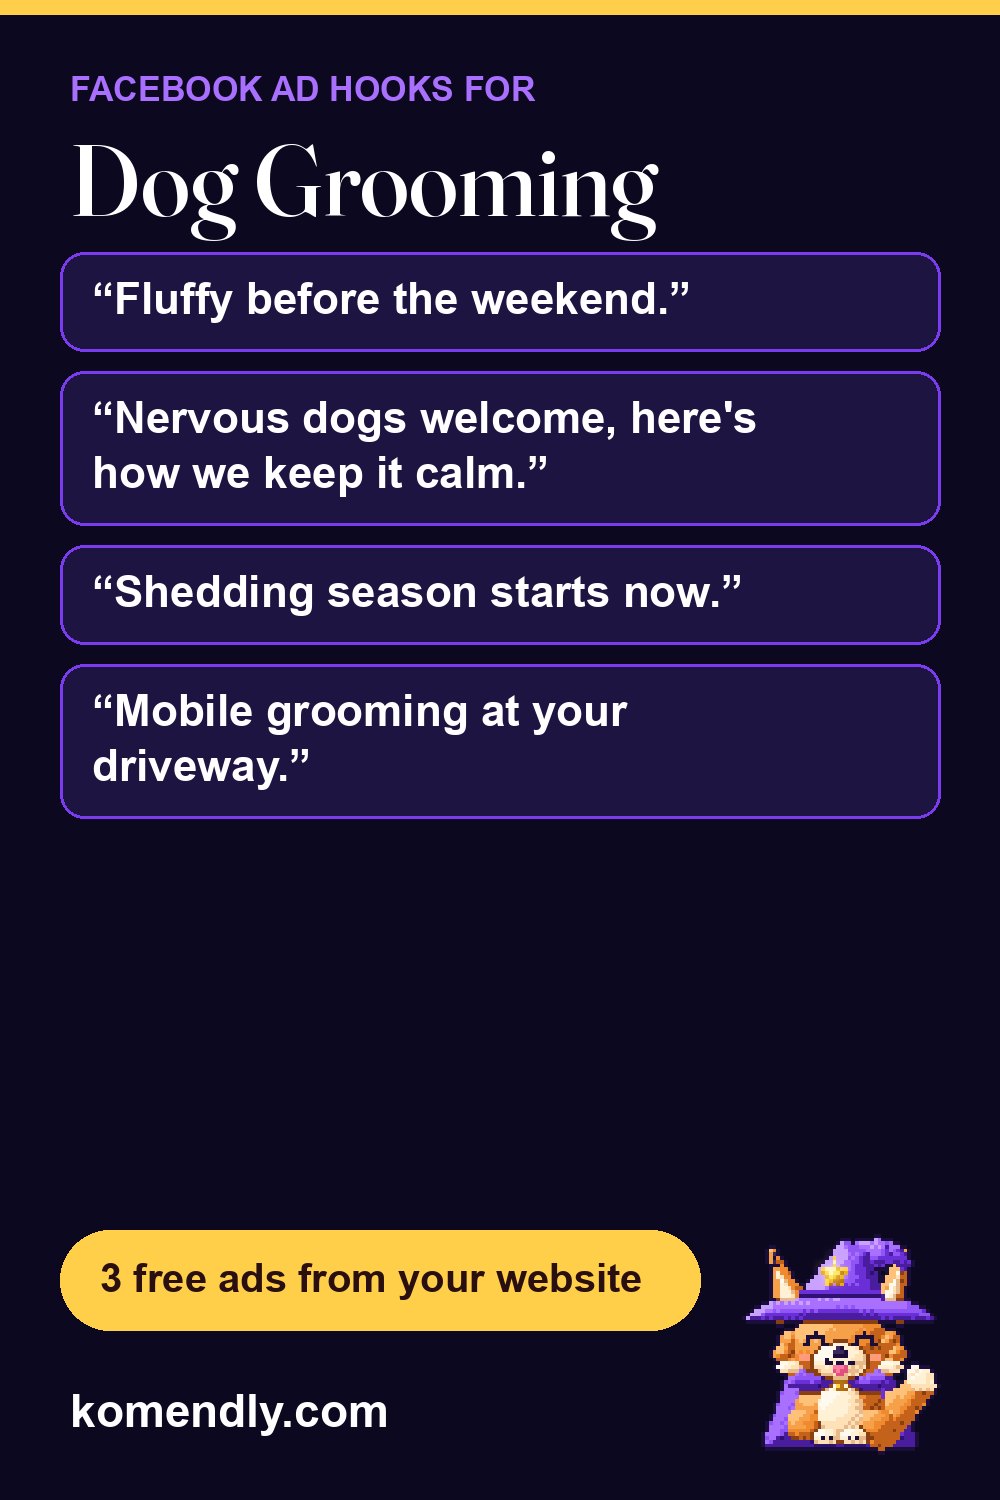 FACEBOOK AD HOOKS FOR
Dog Grooming
“Fluffy before the weekend.”
“Nervous dogs welcome, here's
how we keep it calm.”
“Shedding season starts now.”
“Mobile grooming at your
driveway.”
3 free ads from your website
komendly.com